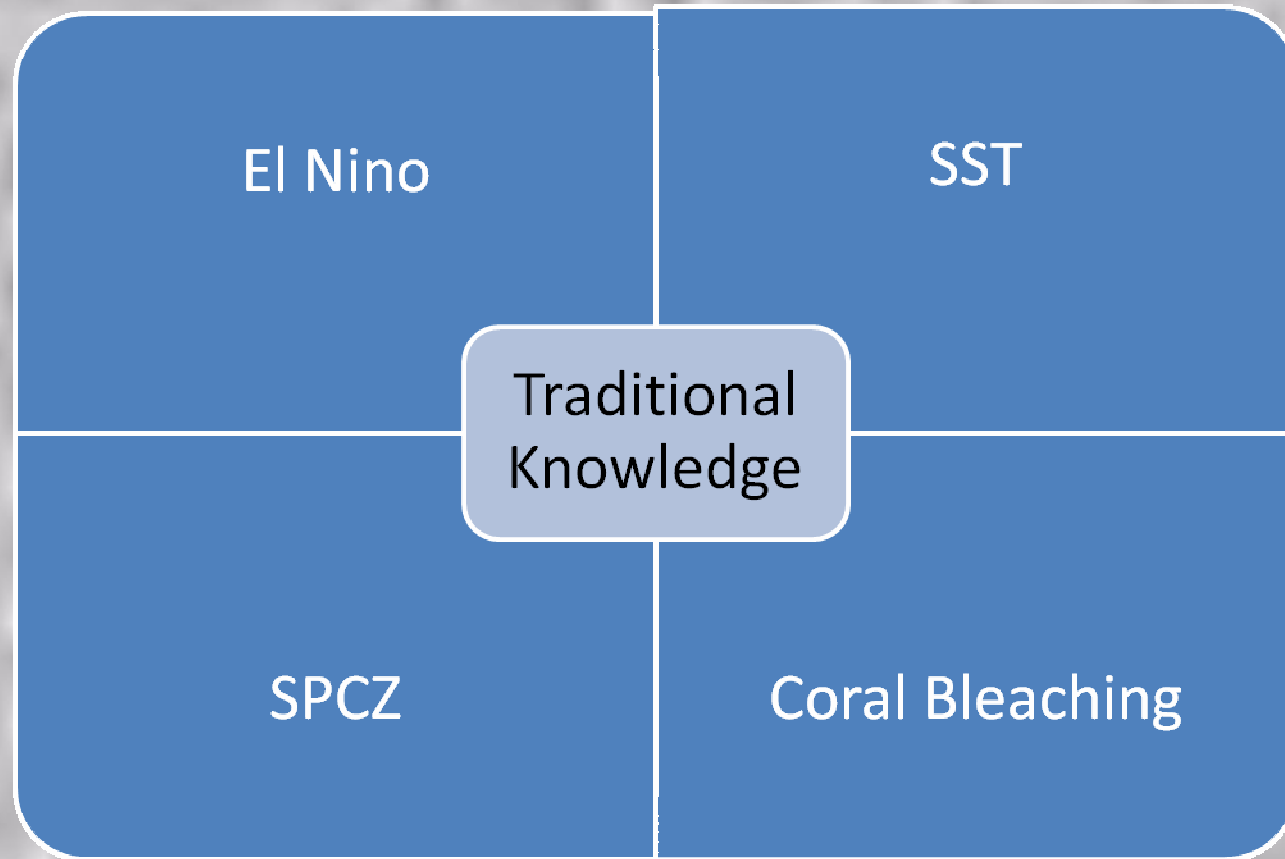 El Nino
SST
Traditional
Knowledge
SPCZ
Coral Bleaching